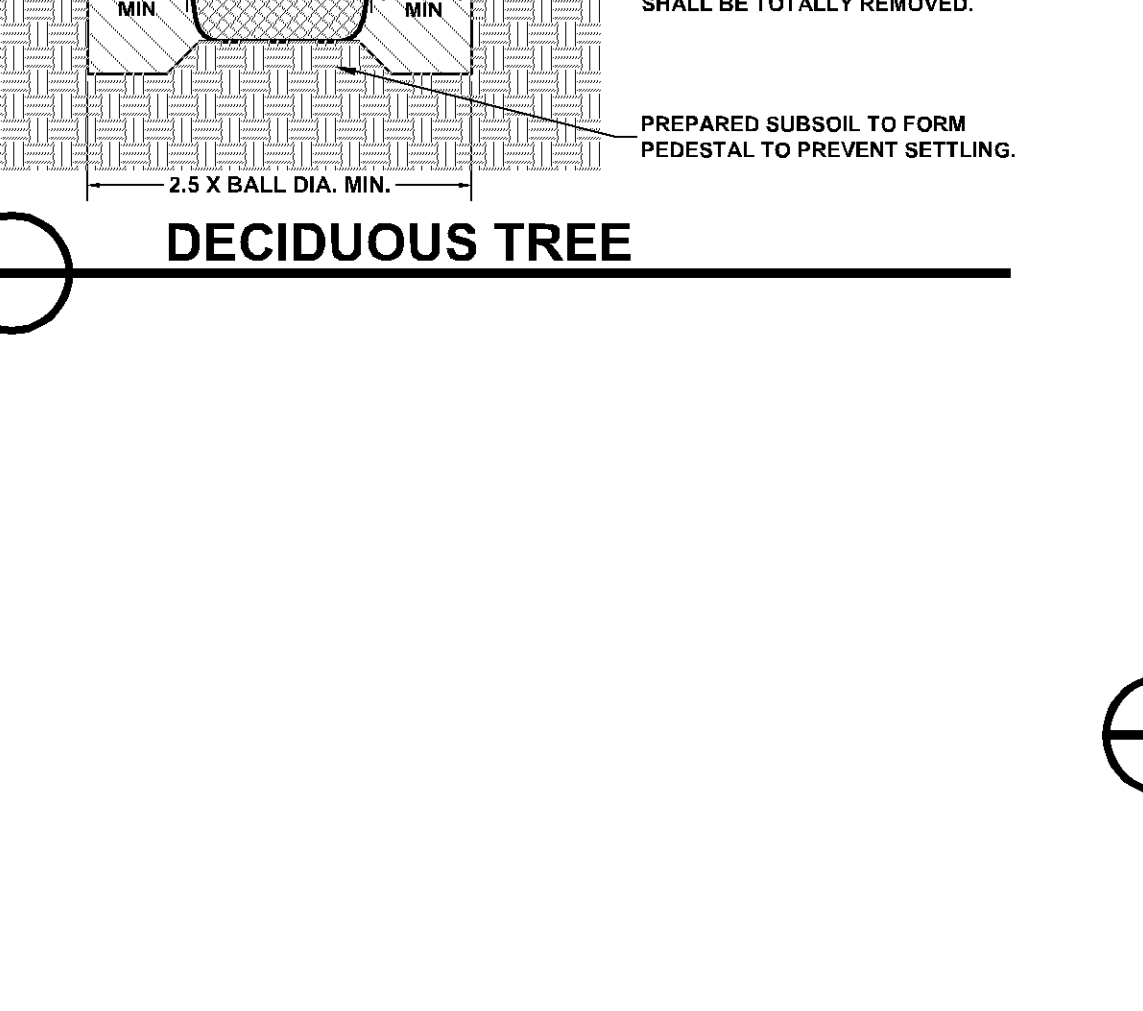 MIN
MIN
SHALL BE TOTALLY REMOVED.
PREPARED SUBSOIL TO FORM
PEDESTAL TO PREVENT SETTLING.
2.5 X BALL DIA. MIN.
DECIDUOUS TREE